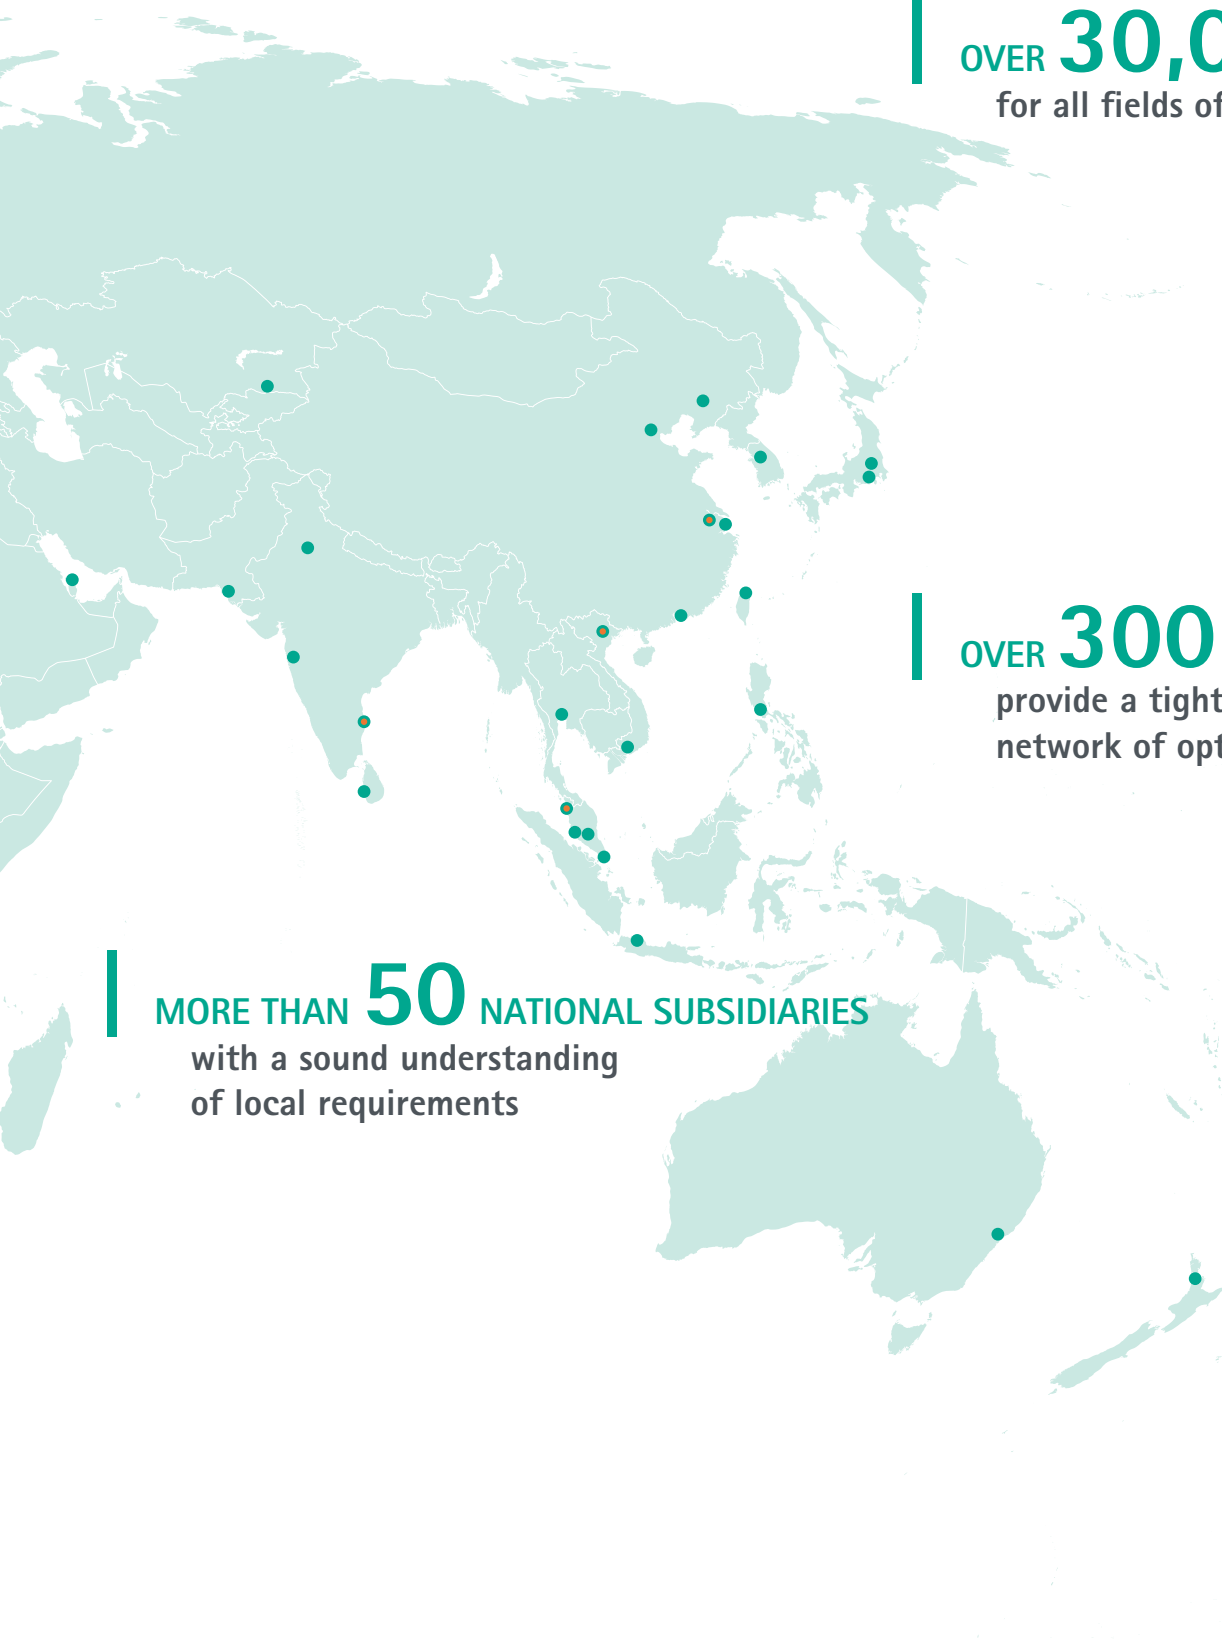 OVER 30,0
for all fields of
OVER 300
provide a tight
network of opt
MORE THAN 50 NATIONAL SUBSIDIARIES
with a sound understanding
of local requirements